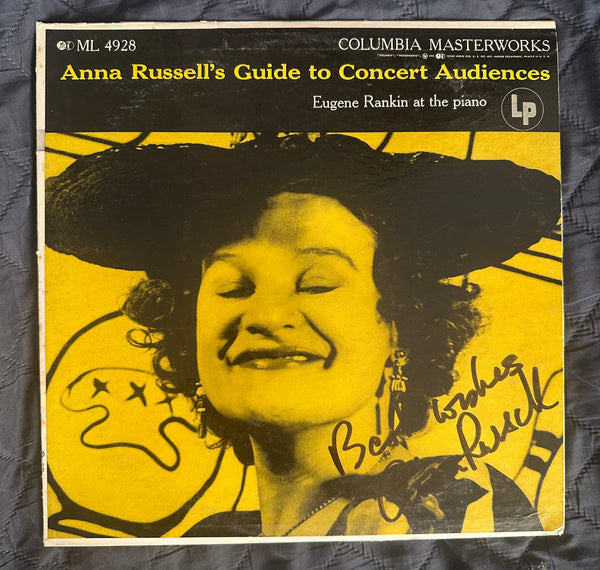 ML 4928
COLUMBIA MASTERWORKS
Anna Russell's Guide to Concert Audiences
Eugene Rankin at the piano
LP
Best wishes
Russell